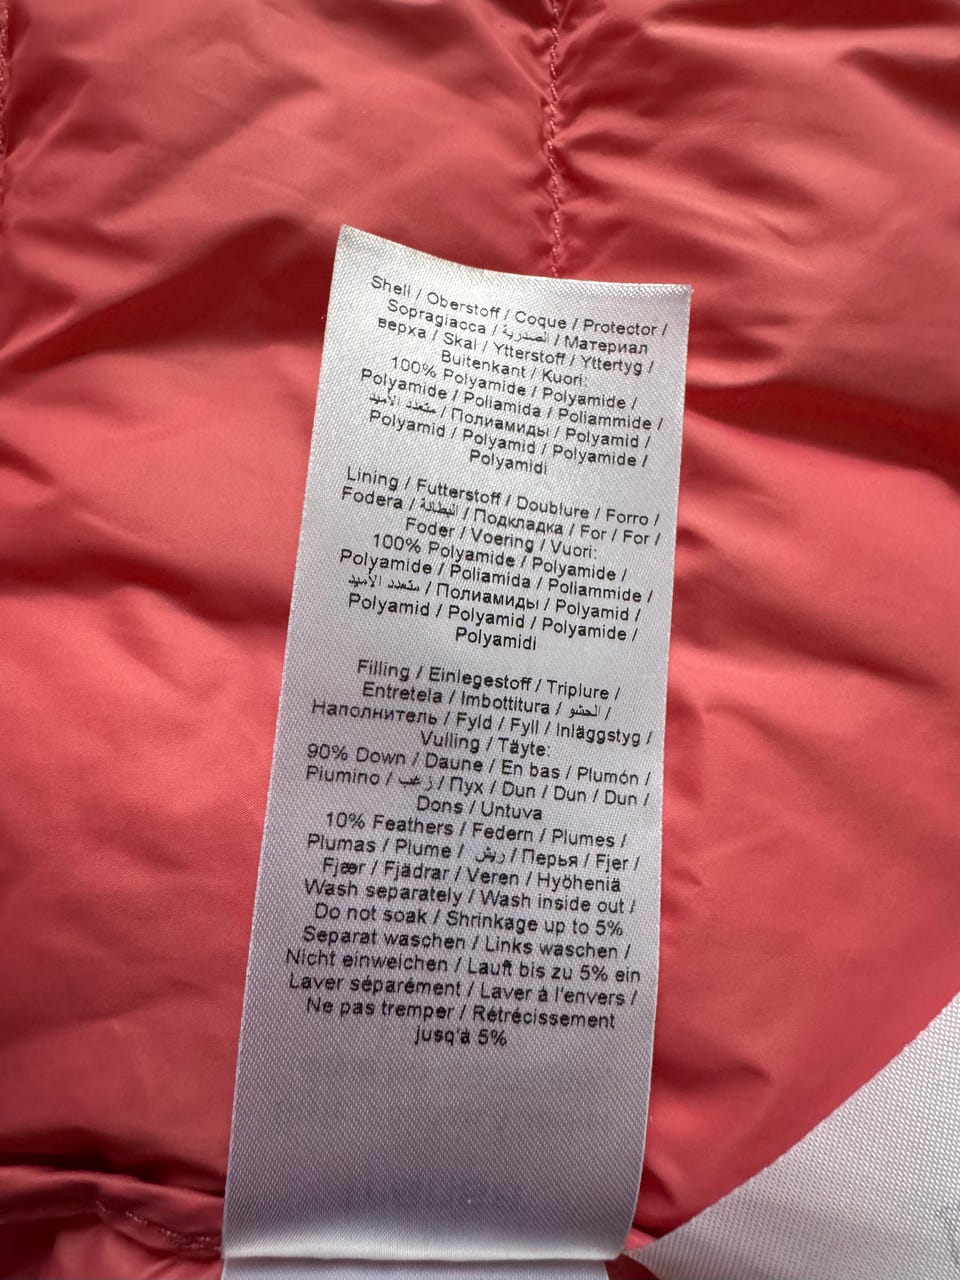 Shell / Oberstoff / Coque / Protector /
Sopragiacca / الصدرية / Материал
верха / Skal / Ytterstoff / Yttertyg /
Buitenkant / Kuori:
100% Polyamide / Polyamide /
Polyamide / Poliamida / Poliammide /
متعدد الأميد / Полиамиды / Polyamid /
Polyamid / Polyamid / Polyamide /
Polyamidi
Lining / Futterstoff / Doublure / Forro /
Fodera / البطانة / Подкладка / For / For /
Foder / Voering / Vuori:
100% Polyamide / Polyamide /
Polyamide / Poliamida / Poliammide /
متعدد الأميد / Полиамиды / Polyamid /
Polyamid / Polyamid / Polyamide /
Polyamidi
Filling / Einlegestoff / Triplure /
Entretela / Imbottitura / الحشو /
Наполнитель / Fyld / Fyll / Inläggstyg /
Vulling / Täyte:
90% Down / Daune / En bas / Plumón /
Piumino / زغب / Пух / Dun / Dun / Dun /
Dons / Untuva
10% Feathers / Federn / Plumes /
Plumas / Plume / ريش / Перья / Fjer /
Fjær / Fjädrar / Veren / Hyöheniä
Wash separately / Wash inside out /
Do not soak / Shrinkage up to 5%
Separat waschen / Links waschen /
Nicht einweichen / Lauft bis zu 5% ein
Laver séparément / Laver à l'envers /
Ne pas tremper / Rétrécissement
jusq'à 5%